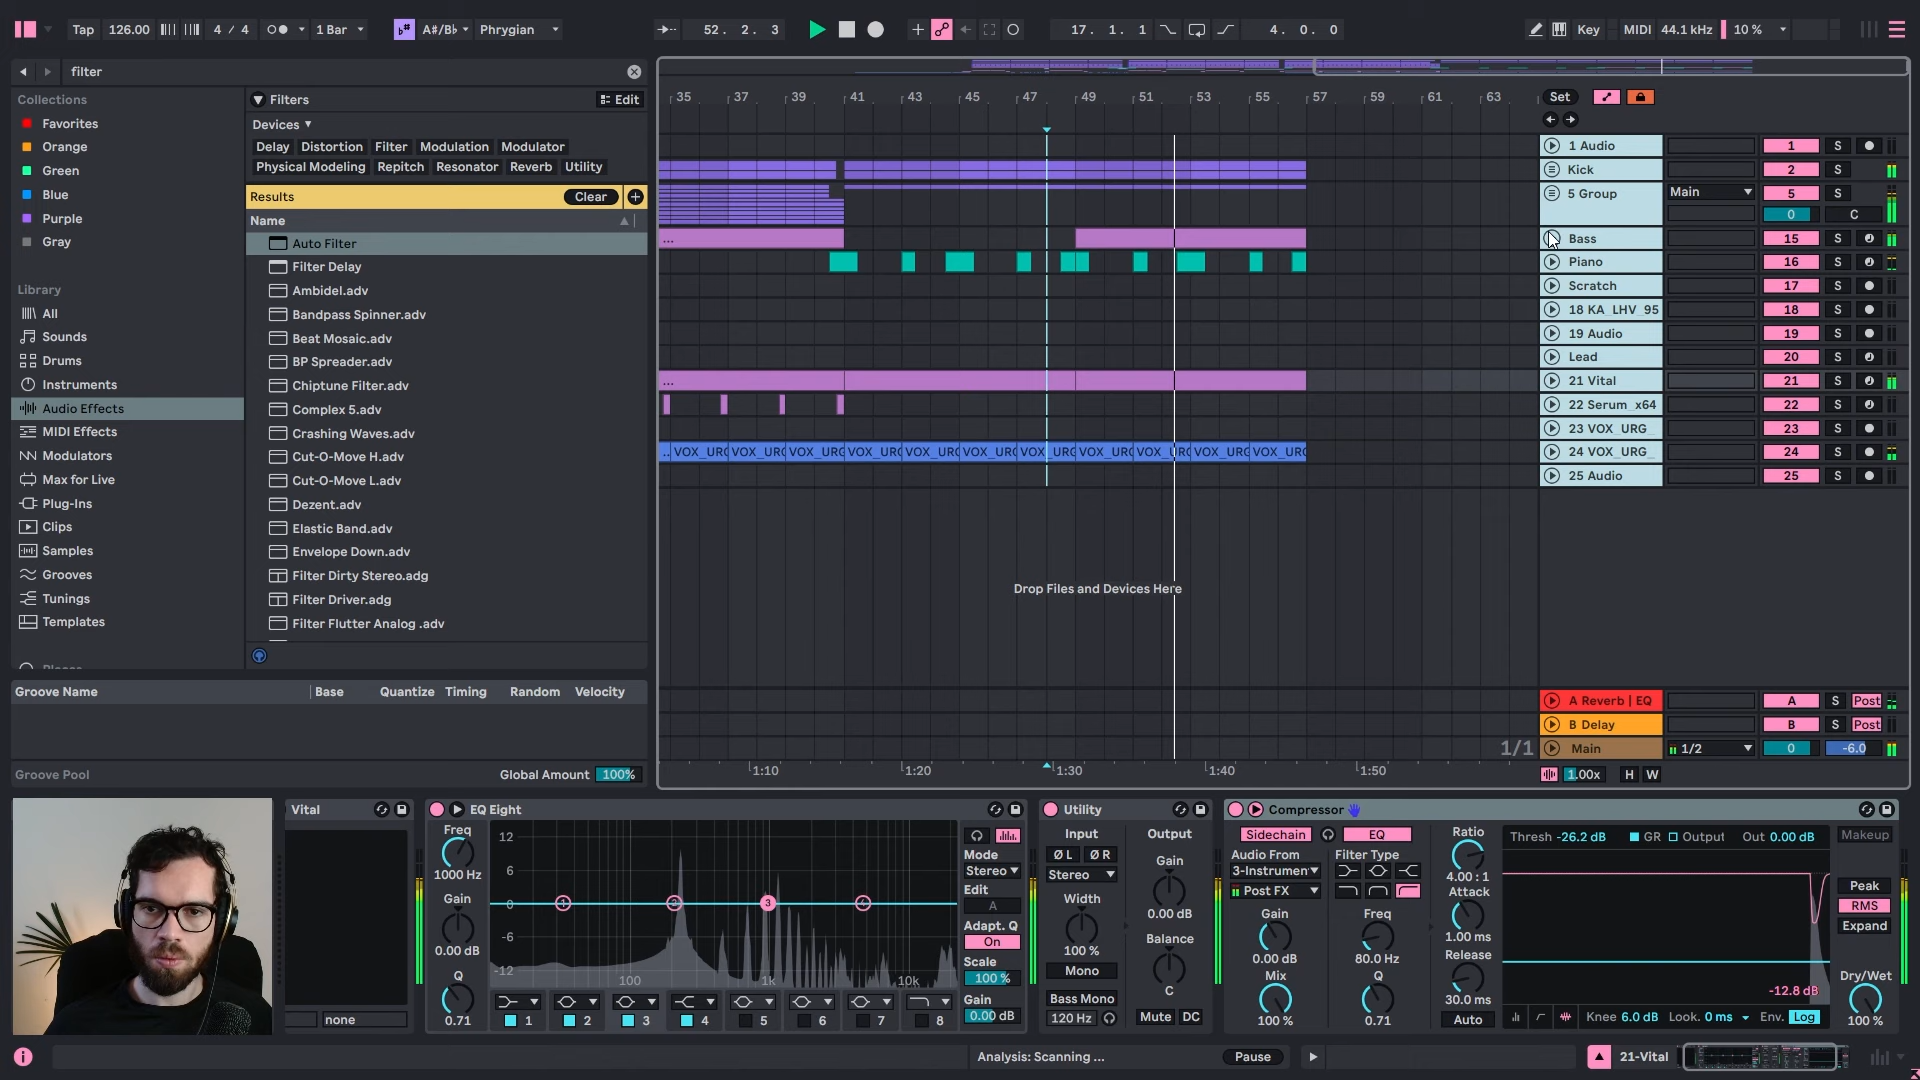 Tap 126.00 4 / 4 1 Bar A#/B♭ Phrygian 52. 2. 3 17. 1. 1 4. 0. 0 Key MIDI 44.1 kHz 10 %
filter
Collections
Favorites
Orange
Green
Blue
Purple
Gray
Library
All
Sounds
Drums
Instruments
Audio Effects
MIDI Effects
Modulators
Max for Live
Plug-Ins
Clips
Samples
Grooves
Tunings
Templates
Filters Edit
Devices
Delay Distortion Filter Modulation Modulator
Physical Modeling Repitch Resonator Reverb Utility
Results Clear
Name
Auto Filter
Filter Delay
Ambidel.adv
Bandpass Spinner.adv
Beat Mosaic.adv
BP Spreader.adv
Chiptune Filter.adv
Complex 5.adv
Crashing Waves.adv
Cut-O-Move H.adv
Cut-O-Move L.adv
Dezent.adv
Elastic Band.adv
Envelope Down.adv
Filter Dirty Stereo.adg
Filter Driver.adg
Filter Flutter Analog .adv
Groove Name Base Quantize Timing Random Velocity
Groove Pool Global Amount 100%
35 37 39 41 43 45 47 49 51 53 55 57 59 61 63
Set
1 Audio 1 S
Kick 2 S
5 Group Main 5 S
0 C
... Bass 15 S
Piano 16 S
Scratch 17 S
18 KA_LHV_95 18 S
19 Audio 19 S
Lead 20 S
... 21 Vital 21 S
22 Serum_x64 22 S
23 VOX_URG_ 23 S
.. VOX_URG VOX_URG VOX_URG VOX_URG VOX_URG VOX_URG VOX_URG VOX_URG VOX_URG VOX_URG VOX_URG 24 VOX_URG_ 24 S
25 Audio 25 S
Drop Files and Devices Here
A Reverb | EQ A S Post
B Delay B S Post
1/1 Main 1/2 0 -6.0
1:10 1:20 1:30 1:40 1:50
1.00x H W
Vital
none
EQ Eight
Freq
1000 Hz
Gain
0.00 dB
Q
0.71
12
6
0
-6
-12
1 2 3 4
100 1k 10k
1 2 3 4 5 6 7 8
Mode
Stereo
Edit
A
Adapt. Q
On
Scale
100 %
Gain
0.00 dB
Utility
Input Output
Ø L Ø R
Stereo
Width
100 %
Mono
Bass Mono
120 Hz
Gain
0.00 dB
Balance
C
Mute DC
Compressor
Sidechain EQ
Audio From Filter Type
3-Instrumen
Post FX
Gain Freq
0.00 dB 80.0 Hz
Mix Q
100 % 0.71
Ratio
4.00 : 1
Attack
1.00 ms
Release
30.0 ms
Auto
Thresh -26.2 dB GR Output Out 0.00 dB
-12.8 dB
Knee 6.0 dB Look. 0 ms Env. Log
Makeup
Peak
RMS
Expand
Dry/Wet
100 %
Analysis: Scanning ... Pause 21-Vital